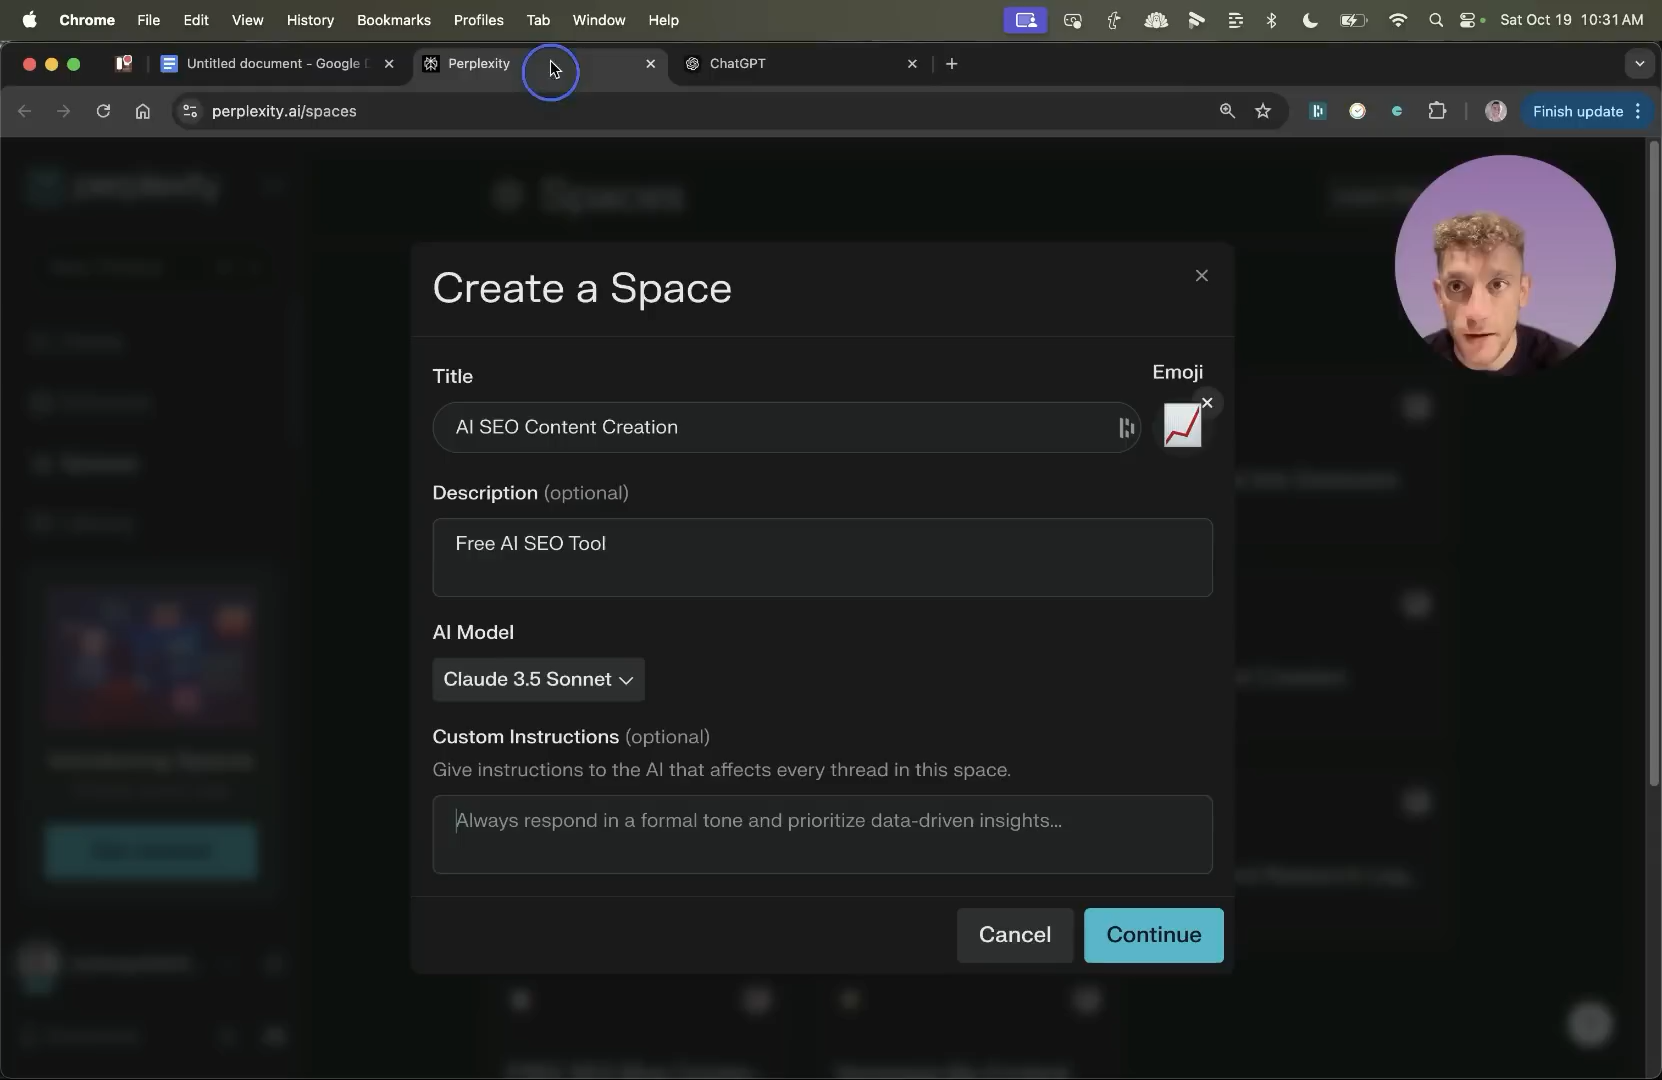 Chrome File Edit View History Bookmarks Profiles Tab Window Help Sat Oct 19 10:31 AM
Untitled document - Google D Perplexity ChatGPT
perplexity.ai/spaces Finish update
perplexity Spaces
Create a Space
Title Emoji
AI SEO Content Creation
Description (optional)
Free AI SEO Tool
AI Model
Claude 3.5 Sonnet
Custom Instructions (optional)
Give instructions to the AI that affects every thread in this space.
Always respond in a formal tone and prioritize data-driven insights...
Cancel Continue